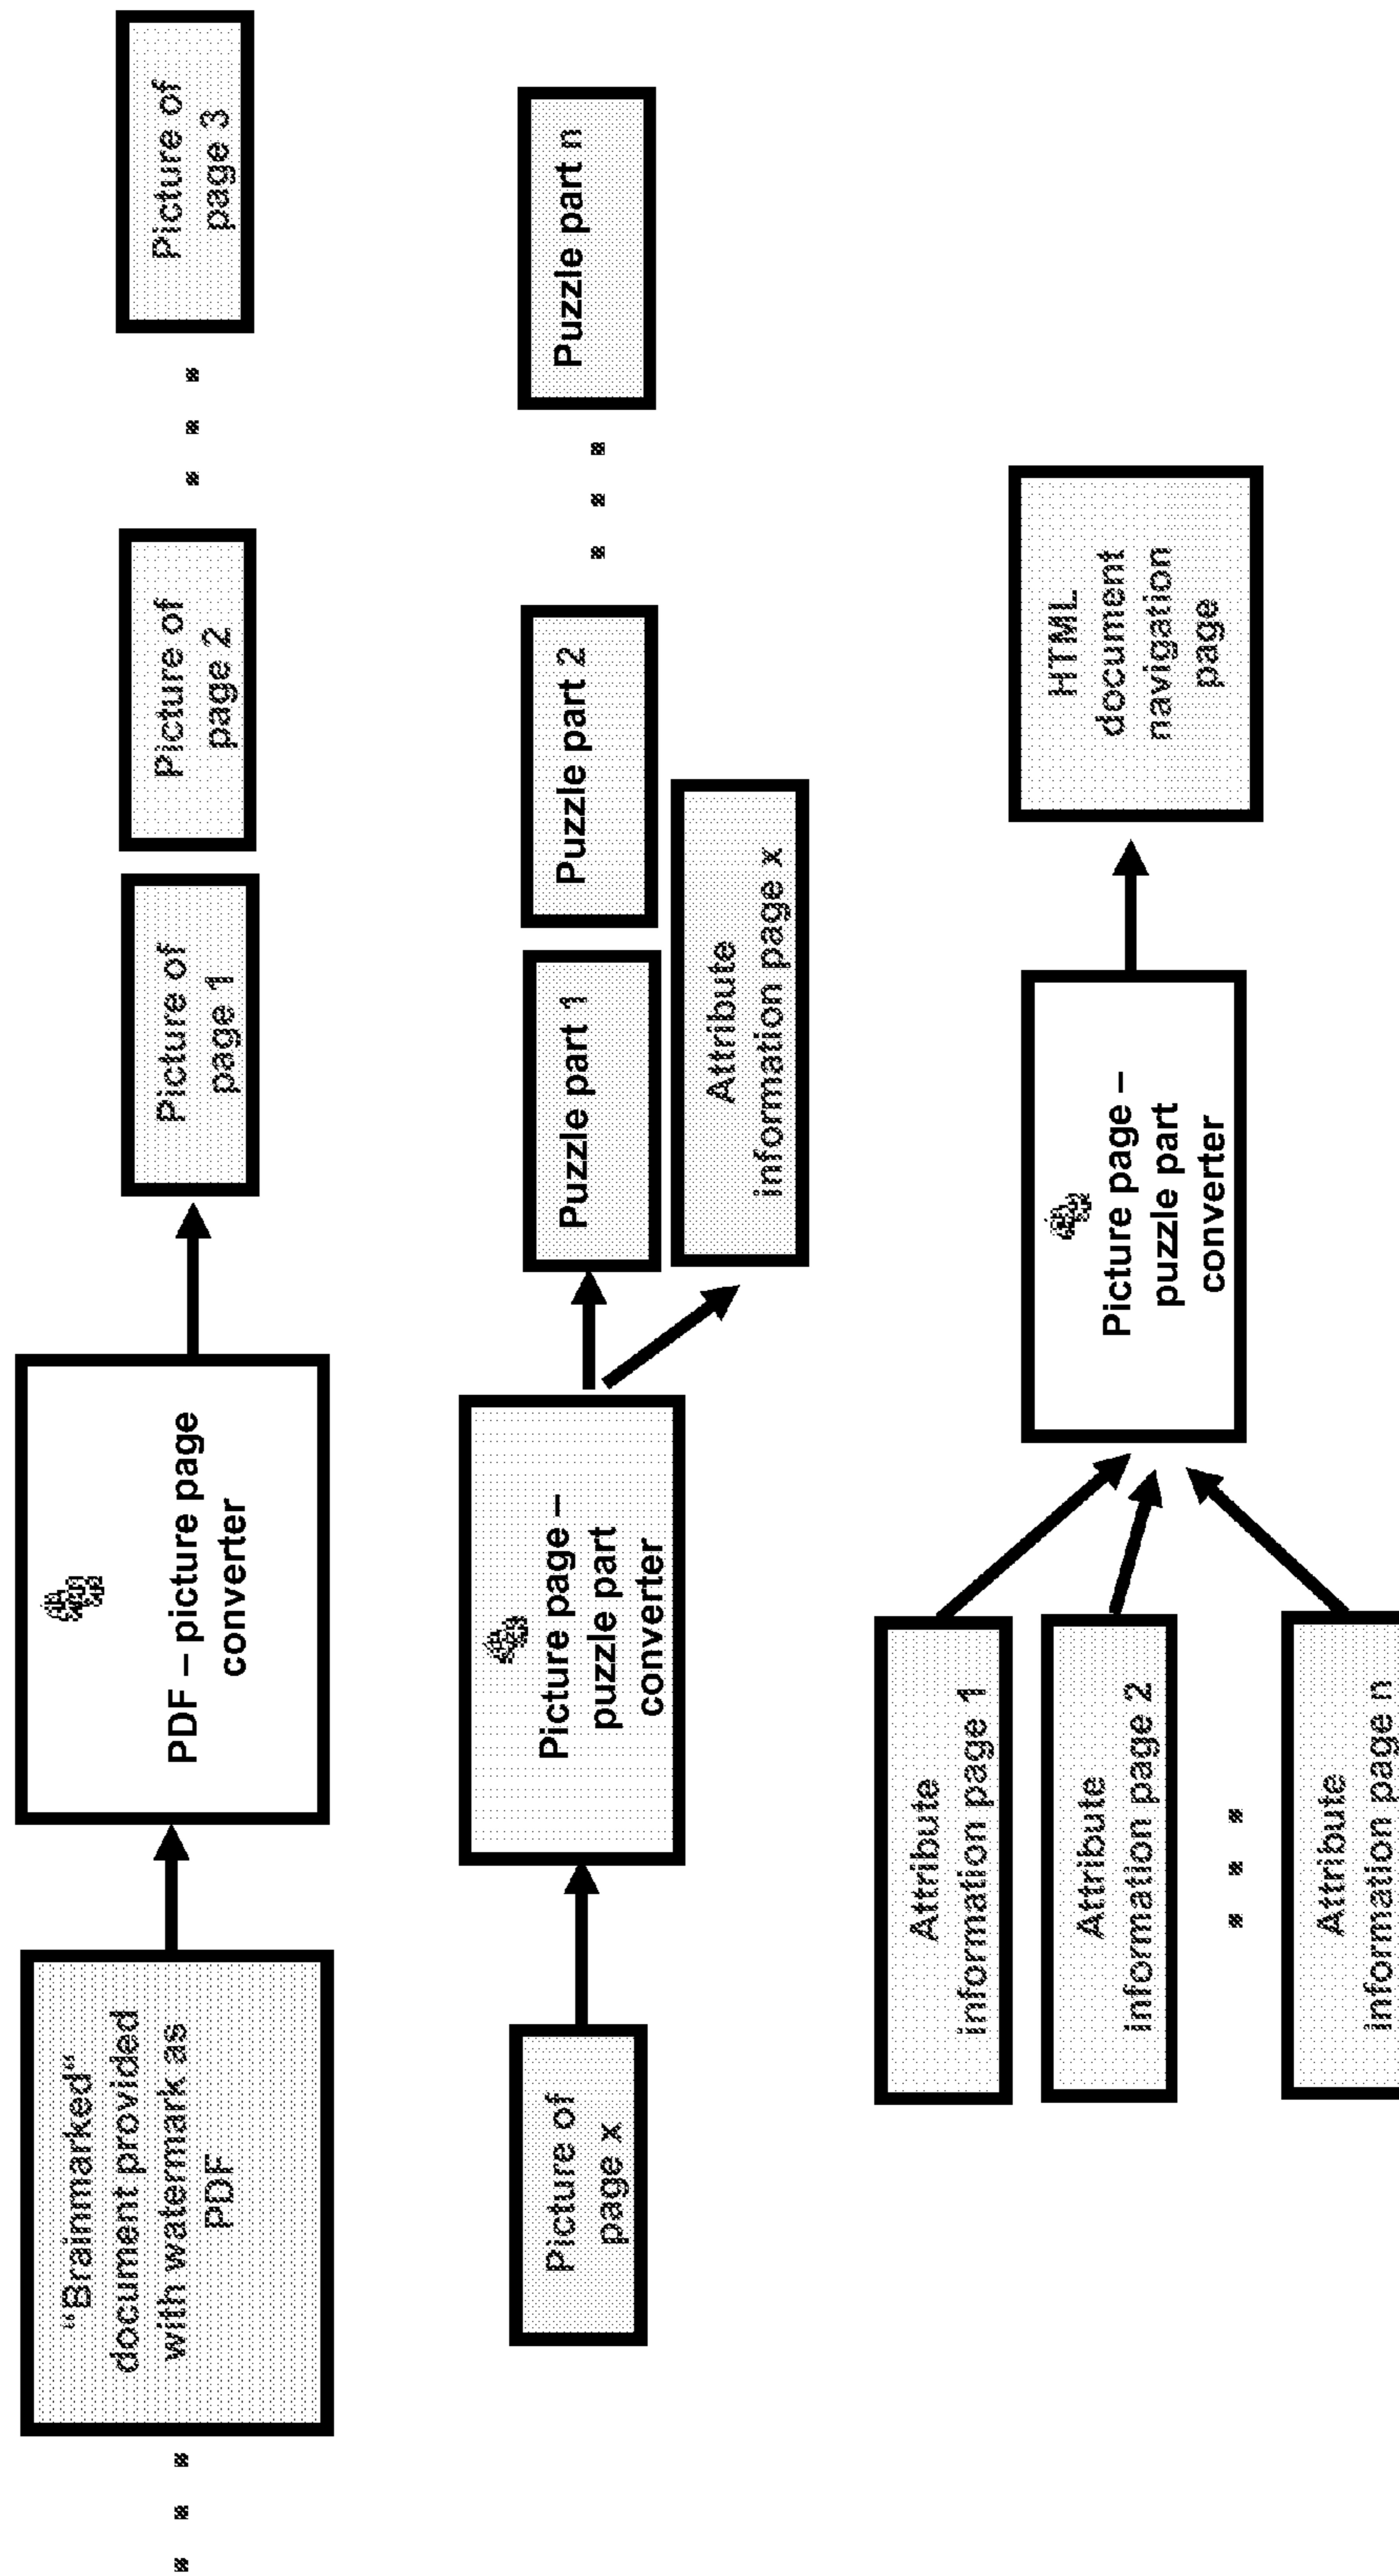 “Brainmarked“
document provided
with watermark as
PDF
PDF – picture page
converter
Picture of
page 1
Picture of
page 2
Picture of
page 3
Picture of
page x
Picture page –
puzzle part
converter
Puzzle part 1
Puzzle part 2
Puzzle part n
Attribute
information page x
Attribute
information page 1
Attribute
information page 2
Attribute
information page n
Picture page –
puzzle part
converter
HTML
document
navigation
page